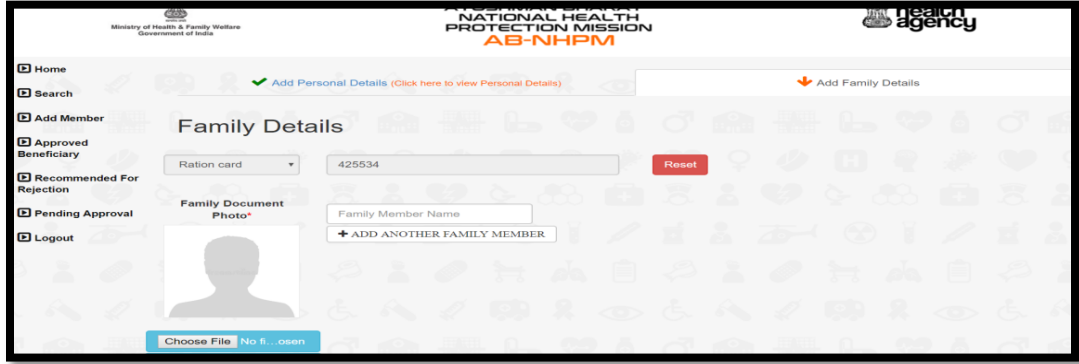 Ministry of Health & Family Welfare
Government of India
AYUSHMAN BHARAT
NATIONAL HEALTH
PROTECTION MISSION
AB-NHPM
health
agency
Home
Search
Add Member
Approved
Beneficiary
Recommended For
Rejection
Pending Approval
Logout
Add Personal Details (Click here to view Personal Details)
Add Family Details
Family Details
Ration card
425534
Reset
Family Document
Photo*
Family Member Name
+ ADD ANOTHER FAMILY MEMBER
Choose File No fi...osen